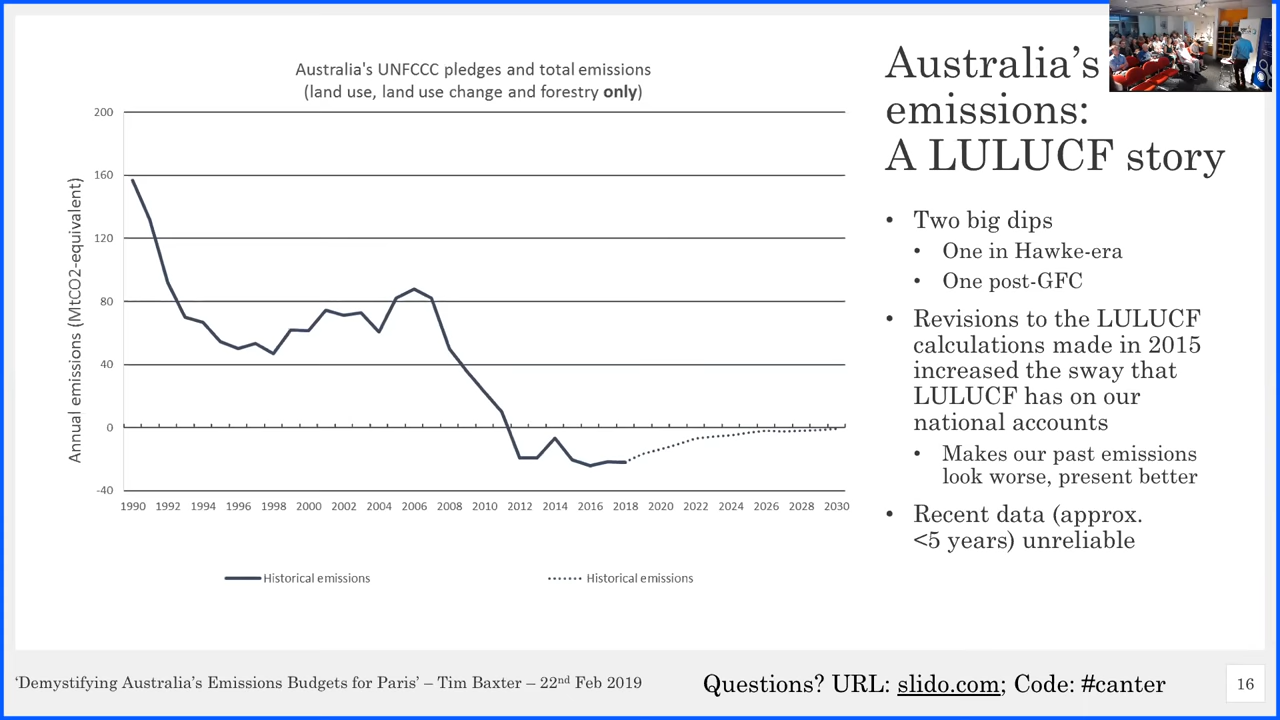 Australia's UNFCCC pledges and total emissions
(land use, land use change and forestry only)
Annual emissions (MtCO2-equivalent)
200
160
120
80
40
0
-40
1990 1992 1994 1996 1998 2000 2002 2004 2006 2008 2010 2012 2014 2016 2018 2020 2022 2024 2026 2028 2030
Historical emissions
Historical emissions
Australia's
emissions:
A LULUCF story
• Two big dips
• One in Hawke-era
• One post-GFC
• Revisions to the LULUCF
calculations made in 2015
increased the sway that
LULUCF has on our
national accounts
• Makes our past emissions
look worse, present better
• Recent data (approx.
<5 years) unreliable
'Demystifying Australia's Emissions Budgets for Paris' – Tim Baxter – 22nd Feb 2019
Questions? URL: slido.com; Code: #canter
16